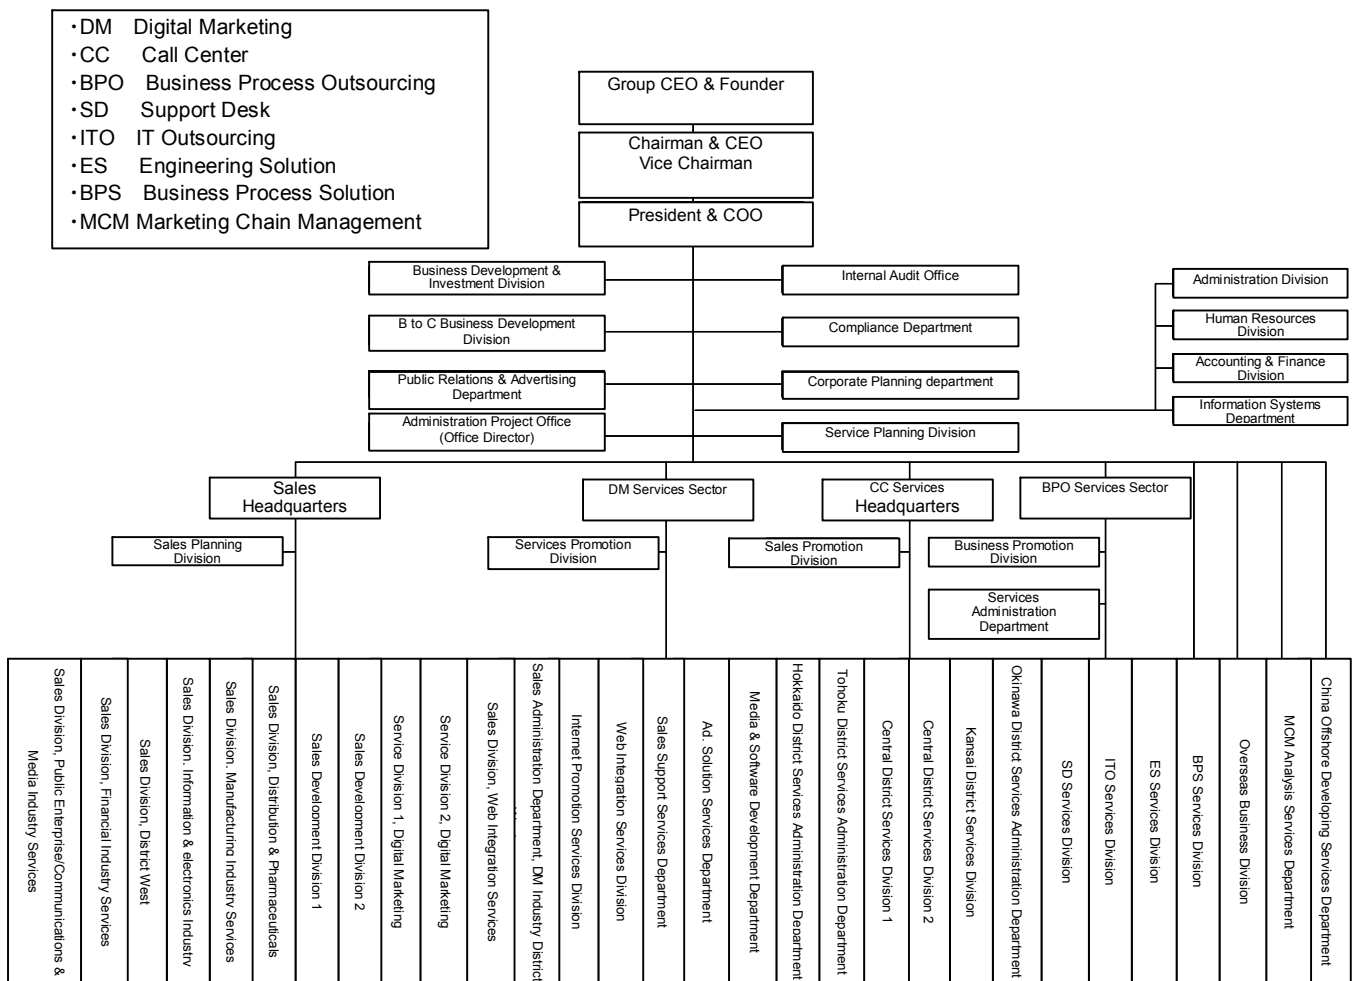 ・DM Digital Marketing
・CC Call Center
・BPO Business Process Outsourcing
・SD Support Desk
・ITO IT Outsourcing
・ES Engineering Solution
・BPS Business Process Solution
・MCM Marketing Chain Management
Group CEO & Founder
Chairman & CEO
Vice Chairman
President & COO
Business Development &
Investment Division
Internal Audit Office
Administration Division
B to C Business Development
Division
Compliance Department
Human Resources
Division
Public Relations & Advertising
Department
Corporate Planning department
Accounting & Finance
Division
Administration Project Office
(Office Director)
Service Planning Division
Information Systems
Department
Sales
Headquarters
DM Services Sector
CC Services
Headquarters
BPO Services Sector
Sales Planning
Division
Services Promotion
Division
Sales Promotion
Division
Business Promotion
Division
Services
Administration
Department
Sales Division, Public Enterprise/Communications &
Media Industry Services
Sales Division, Financial Industry Services
Sales Division, District West
Sales Division. Information & electronics Industry
Sales Division. Manufacturing Industry Services
Sales Division, Distribution & Pharmaceuticals
Sales Development Division 1
Sales Development Division 2
Service Division 1, Digital Marketing
Service Division 2, Digital Marketing
Sales Division, Web Integration Services
Sales Administration Department, DM Industry District
Internet Promotion Services Division
Web Integration Services Division
Sales Support Services Department
Ad. Solution Services Department
Media & Software Development Department
Hokkaido District Services Administration Department
Tohoku District Services Administration Department
Central District Services Division 1
Central District Services Division 2
Kansai District Services Division
Okinawa District Services Administration Department
SD Services Division
ITO Services Division
ES Services Division
BPS Services Division
Overseas Business Division
MCM Analysis Services Department
China Offshore Developing Services Department